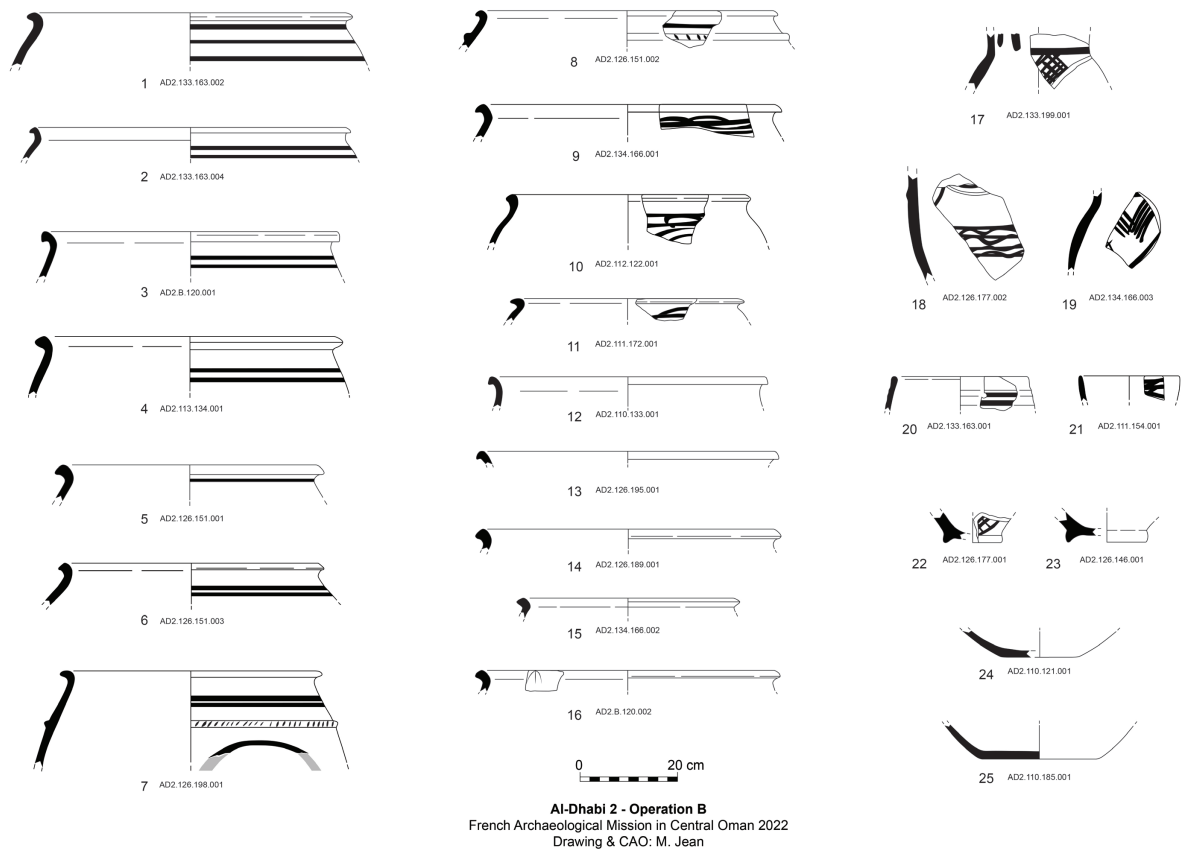 1 AD2.133.163.002
2 AD2.133.163.004
3 AD2.B.120.001
4 AD2.113.134.001
5 AD2.126.151.001
6 AD2.126.151.003
7 AD2.126.198.001
8 AD2.126.151.002
9 AD2.134.166.001
10 AD2.112.122.001
11 AD2.111.172.001
12 AD2.110.133.001
13 AD2.126.195.001
14 AD2.126.189.001
15 AD2.134.166.002
16 AD2.B.120.002
0 20 cm
17 AD2.133.199.001
18 AD2.126.177.002
19 AD2.134.166.003
20 AD2.133.163.001
21 AD2.111.154.001
22 AD2.126.177.001
23 AD2.126.146.001
24 AD2.110.121.001
25 AD2.110.185.001
Al-Dhabi 2 - Operation B
French Archaeological Mission in Central Oman 2022
Drawing & CAO: M. Jean